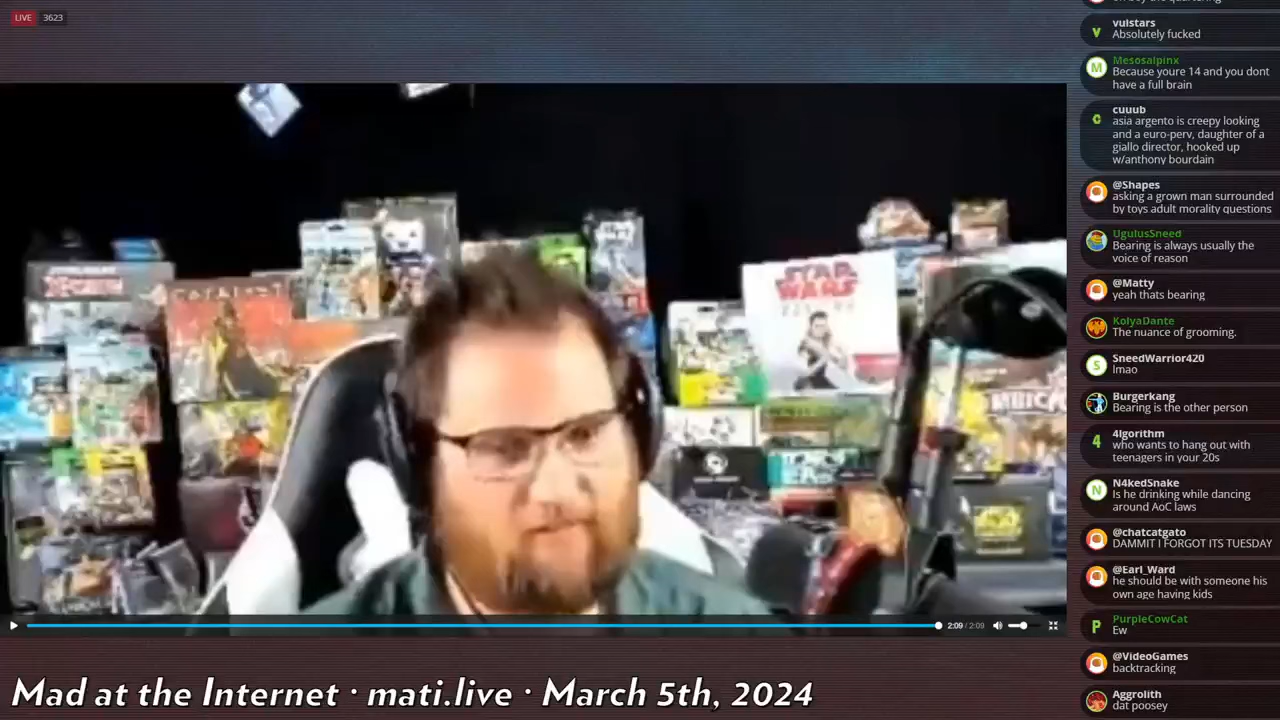 LIVE 3623
STAR
WARS
2:09 / 2:09
Mad at the Internet · mati.live · March 5th, 2024
vulstars
Absolutely fucked
Mesosalpinx
Because youre 14 and you dont
have a full brain
cuuub
asia argento is creepy looking
and a euro-perv, daughter of a
giallo director, hooked up
w/anthony bourdain
@Shapes
asking a grown man surrounded
by toys adult morality questions
UgulusSneed
Bearing is always usually the
voice of reason
@Matty
yeah thats bearing
KolyaDante
The nuance of grooming.
SneedWarrior420
lmao
Burgerkang
Bearing is the other person
4lgorithm
who wants to hang out with
teenagers in your 20s
N4kedSnake
Is he drinking while dancing
around AoC laws
@chatcatgato
DAMMIT I FORGOT ITS TUESDAY
@Earl_Ward
he should be with someone his
own age having kids
PurpleCowCat
Ew
@VideoGames
backtracking
Aggrolith
dat poosey